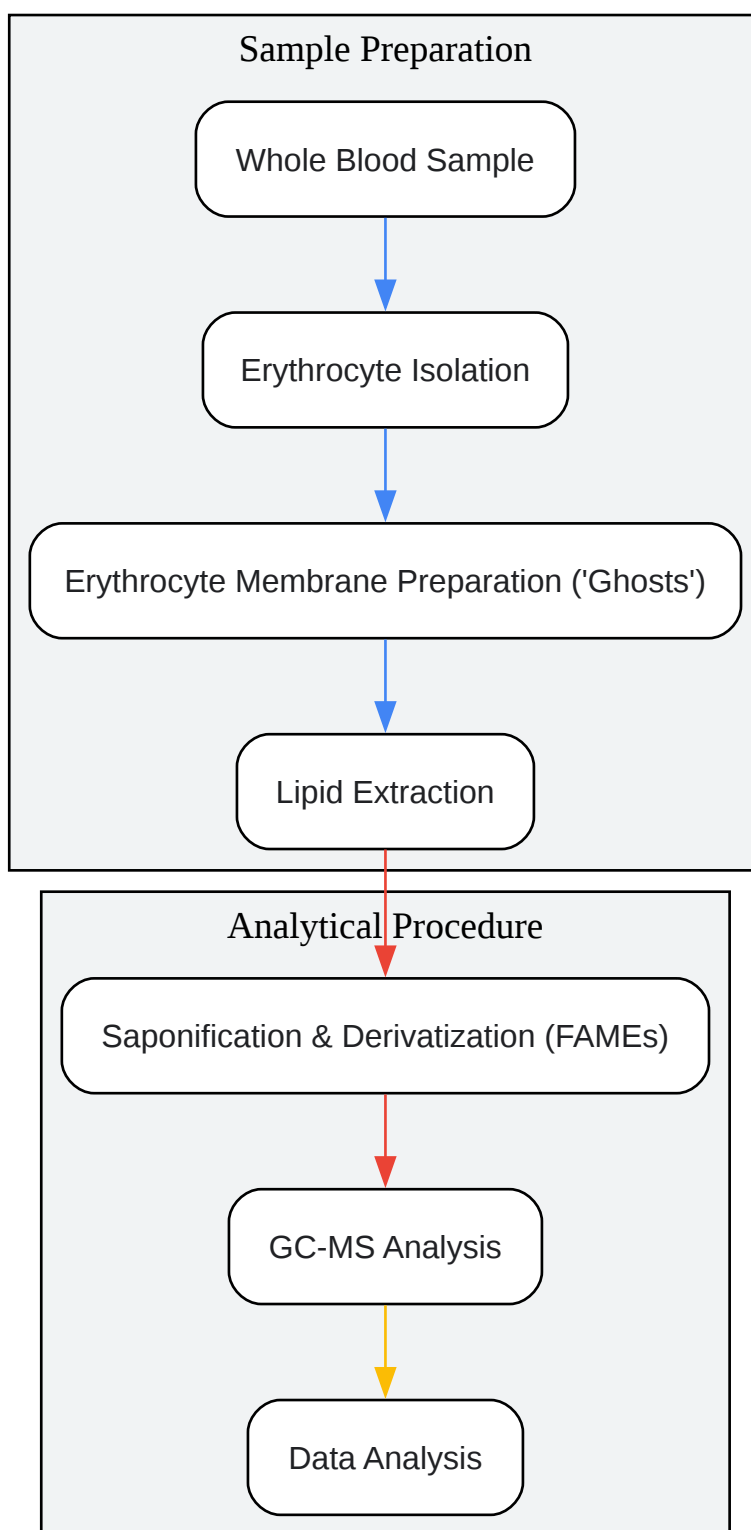 Sample Preparation
Whole Blood Sample
Erythrocyte Isolation
Erythrocyte Membrane Preparation ('Ghosts')
Lipid Extraction
Analytical Procedure
Saponification & Derivatization (FAMEs)
GC-MS Analysis
Data Analysis